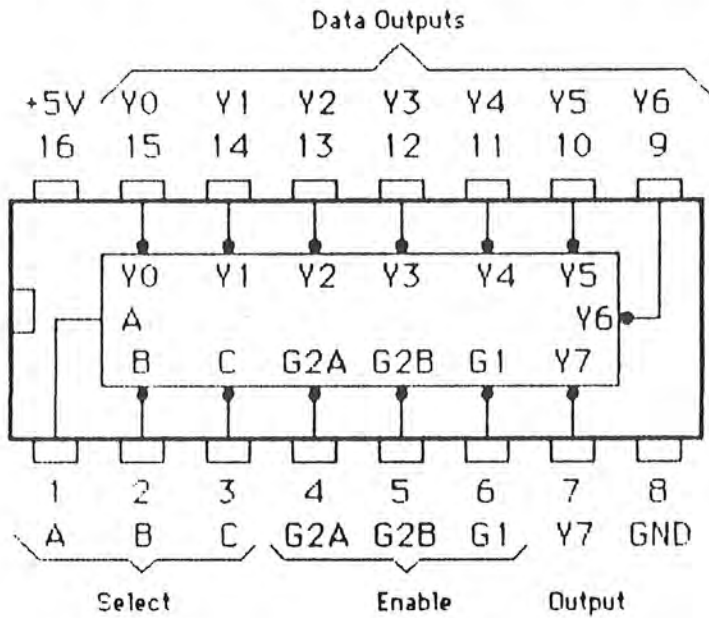 Data Outputs
+5V Y0 Y1 Y2 Y3 Y4 Y5 Y6
16 15 14 13 12 11 10 9
Y0 Y1 Y2 Y3 Y4 Y5
A Y6
B C G2A G2B G1 Y7
1 2 3 4 5 6 7 8
A B C G2A G2B G1 Y7 GND
Select Enable Output